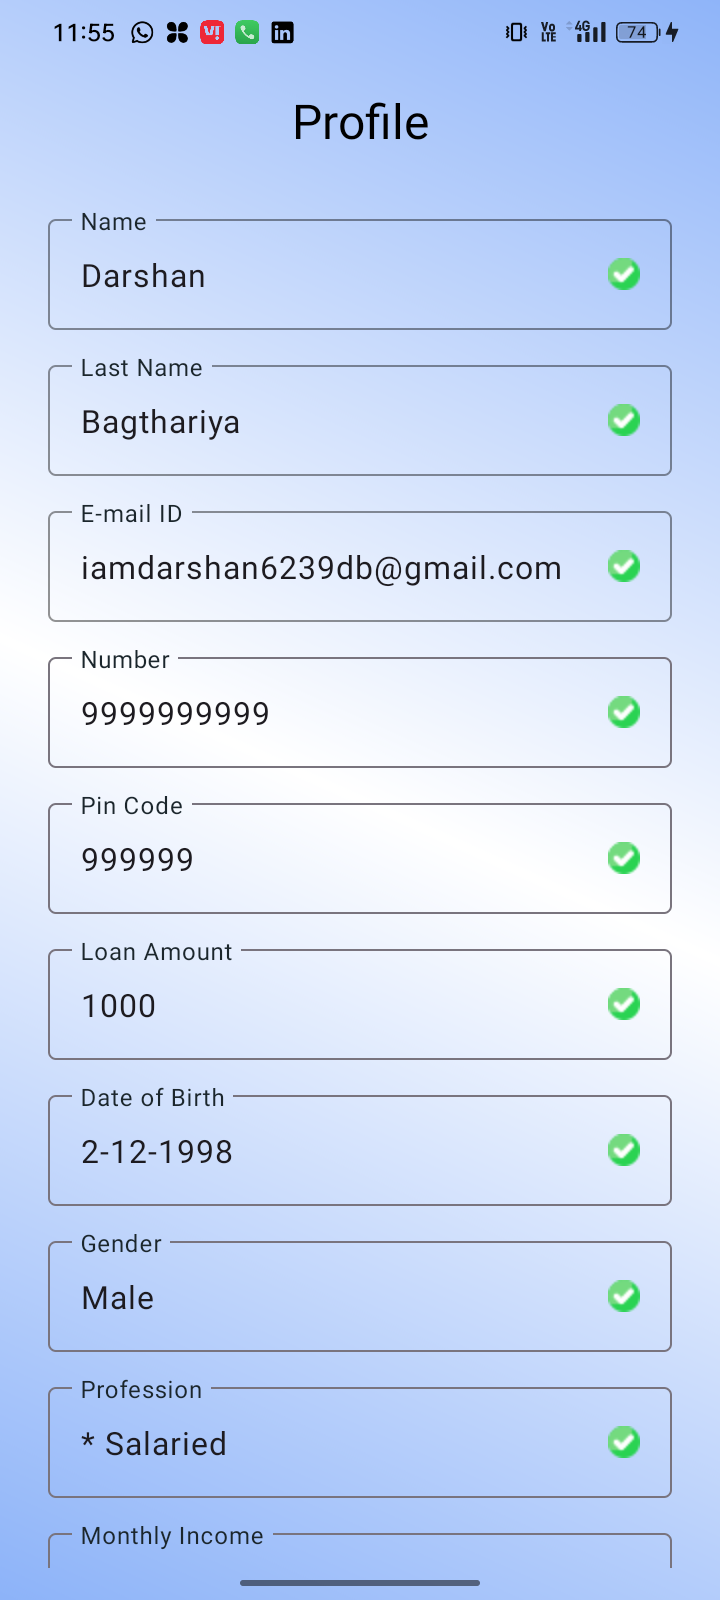 11:55
Vo LTE 4G 74
Profile
Name
Darshan
Last Name
Bagthariya
E-mail ID
iamdarshan6239db@gmail.com
Number
9999999999
Pin Code
999999
Loan Amount
1000
Date of Birth
2-12-1998
Gender
Male
Profession
* Salaried
Monthly Income